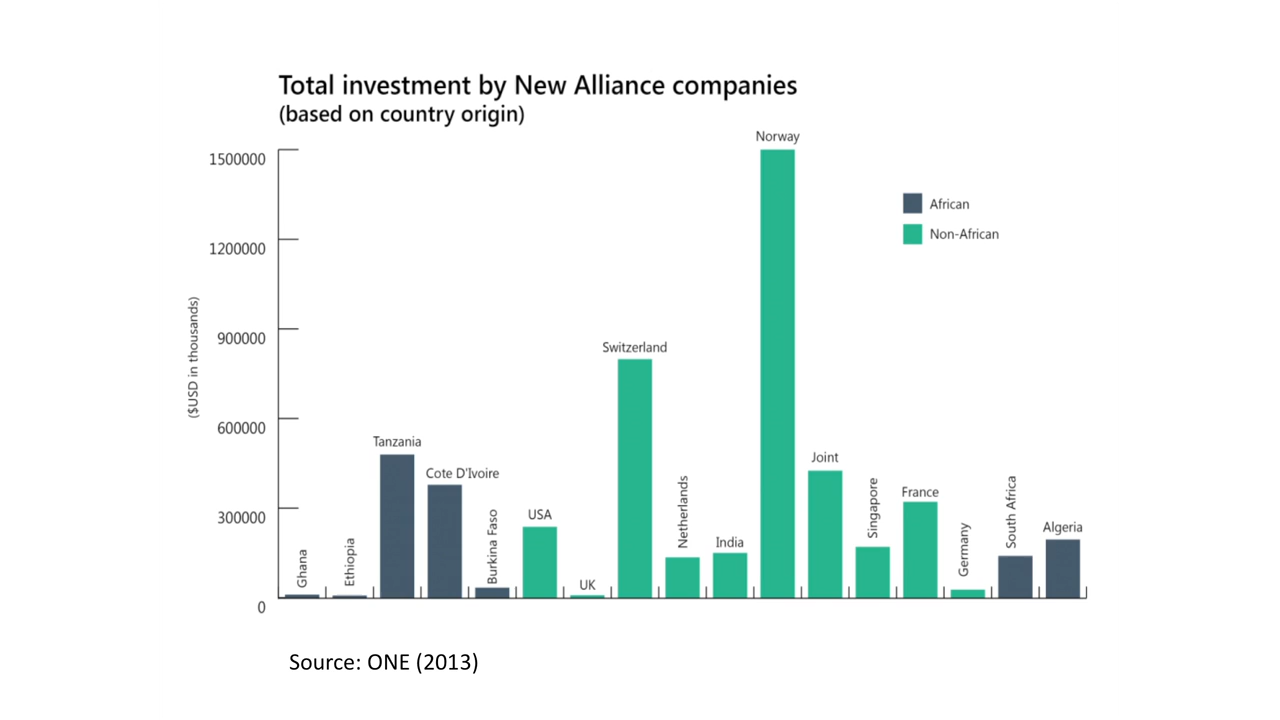 Total investment by New Alliance companies
(based on country origin)
($USD in thousands)
1500000
1200000
900000
600000
300000
0
Ghana
Ethiopia
Tanzania
Cote D'Ivoire
Burkina Faso
USA
UK
Switzerland
Netherlands
India
Norway
Joint
Singapore
France
Germany
South Africa
Algeria
African
Non-African
Source: ONE (2013)